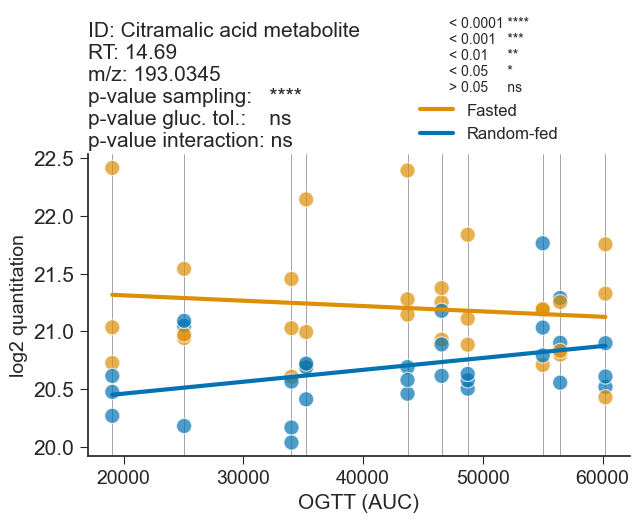 ID: Citramalic acid metabolite
RT: 14.69
m/z: 193.0345
p-value sampling: ****
p-value gluc. tol.: ns
p-value interaction: ns
< 0.0001 ****
< 0.001 ***
< 0.01 **
< 0.05 *
> 0.05 ns
Fasted
Random-fed
22.5
22.0
21.5
21.0
20.5
20.0
log2 quantitation
20000 30000 40000 50000 60000
OGTT (AUC)